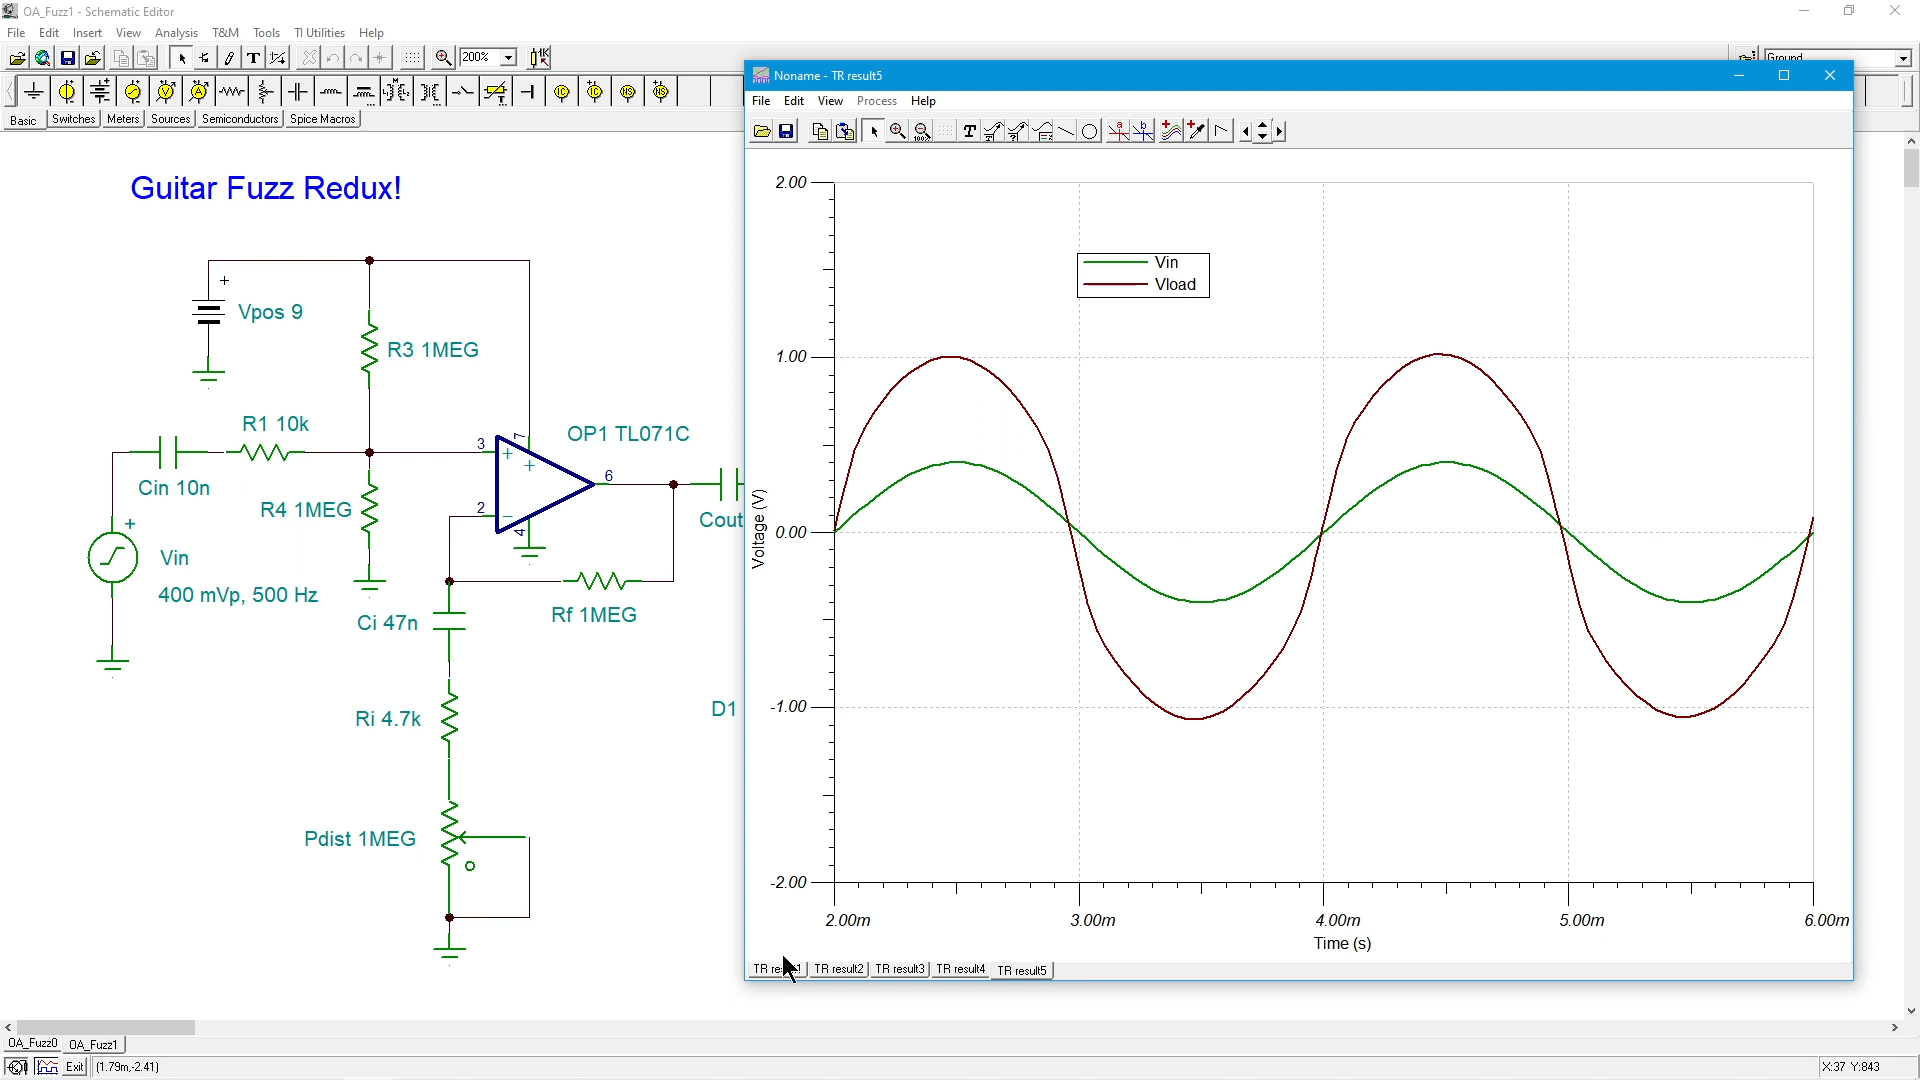 OA_Fuzz1 - Schematic Editor
File Edit Insert View Analysis T&M Tools TI Utilities Help
200%
1K
Ground
Basic Switches Meters Sources Semiconductors Spice Macros
Noname - TR result5
File Edit View Process Help
Guitar Fuzz Redux!
+
Vpos 9
R3 1MEG
R1 10k
Cin 10n
R4 1MEG
+
Vin
400 mVp, 500 Hz
OP1 TL071C
3
7
6
2
4
+
+
−
Cout
Rf 1MEG
Ci 47n
Ri 4.7k
D1
Pdist 1MEG
Vin
Vload
2.00
1.00
0.00
-1.00
-2.00
Voltage (V)
2.00m 3.00m 4.00m 5.00m 6.00m
Time (s)
TR result2 TR result3 TR result4 TR result5
OA_Fuzz0 OA_Fuzz1
Exit (1.79m,-2.41)
X:37 Y:843